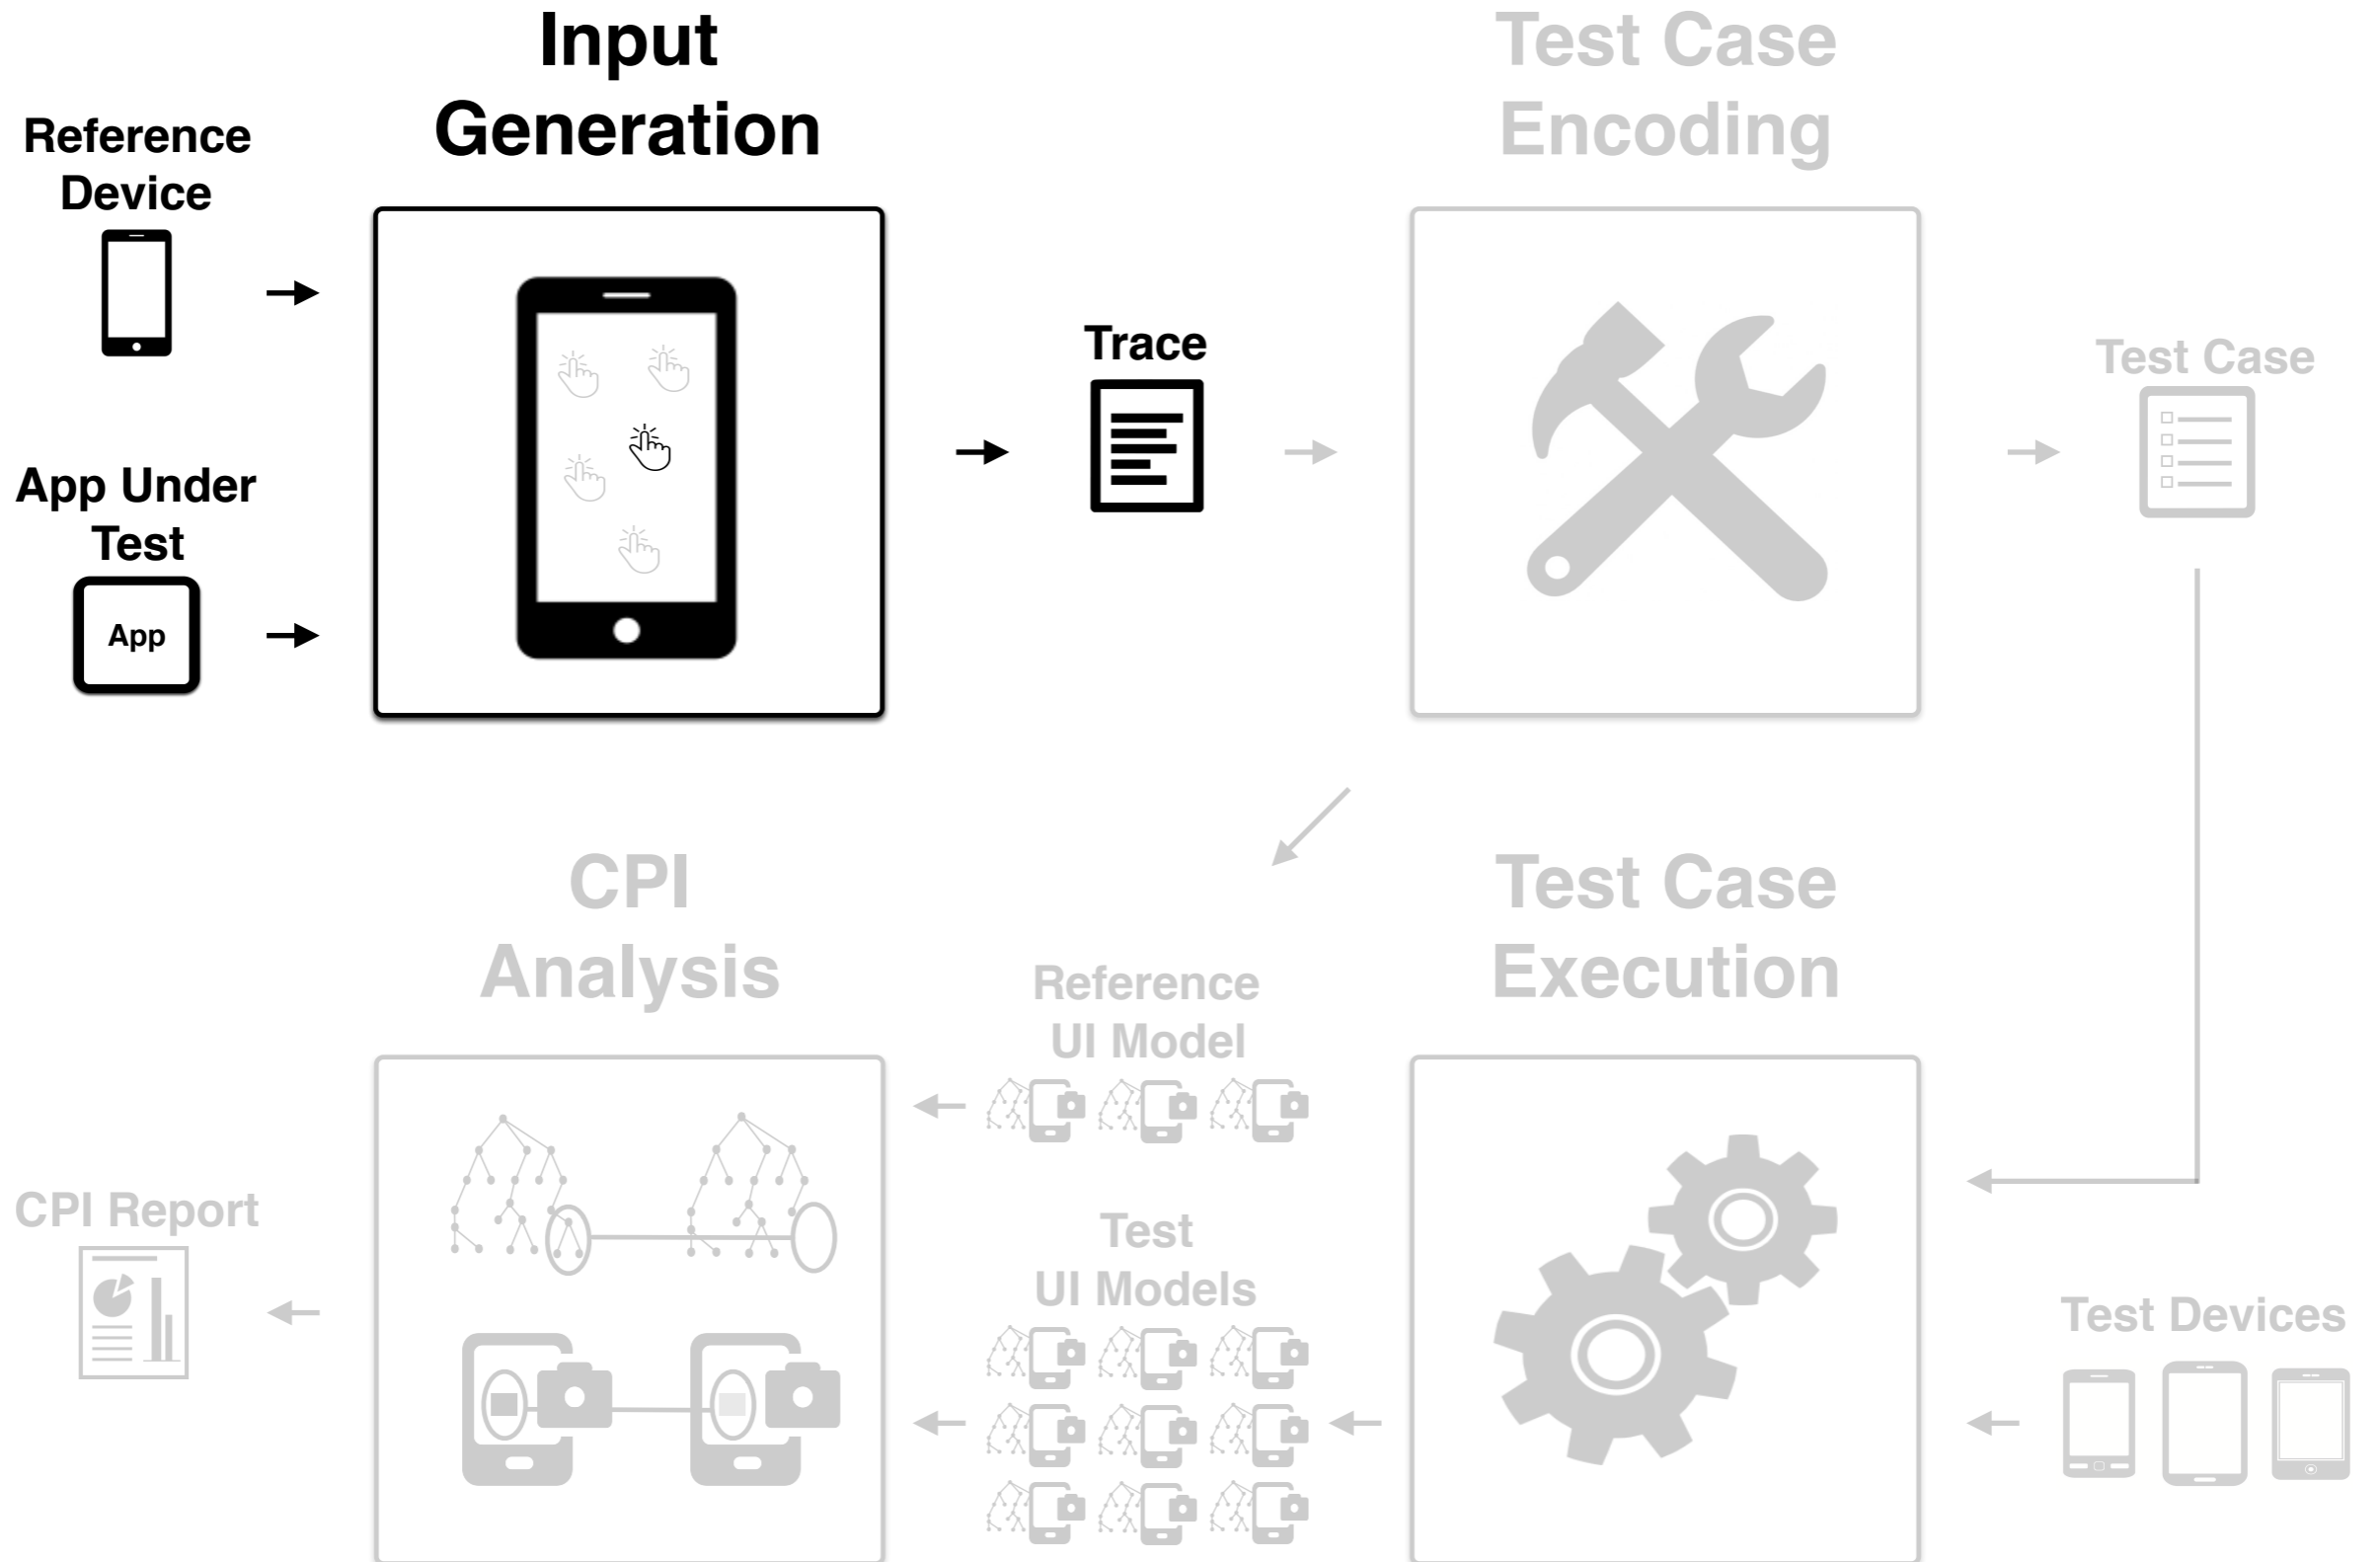 Input
Generation
Test Case
Encoding
Reference
Device
App Under
Test
App
Trace
Test Case
CPI
Analysis
Test Case
Execution
Reference
UI Model
Test
UI Models
CPI Report
Test Devices